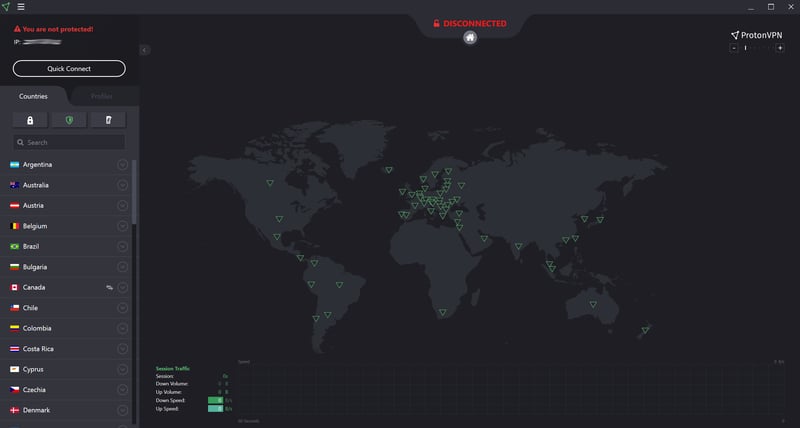 You are not protected!
IP:
Quick Connect
Countries
Profiles
Search
Argentina
Australia
Austria
Belgium
Brazil
Bulgaria
Canada
Chile
Colombia
Costa Rica
Cyprus
Czechia
Denmark
DISCONNECTED
ProtonVPN
- +
Speed
0 B/s
Session Traffic
Session: 0s
Down Volume: 0 B
Up Volume: 0 B
Down Speed: 0 B/s
Up Speed: 0 B/s
60 Seconds
0